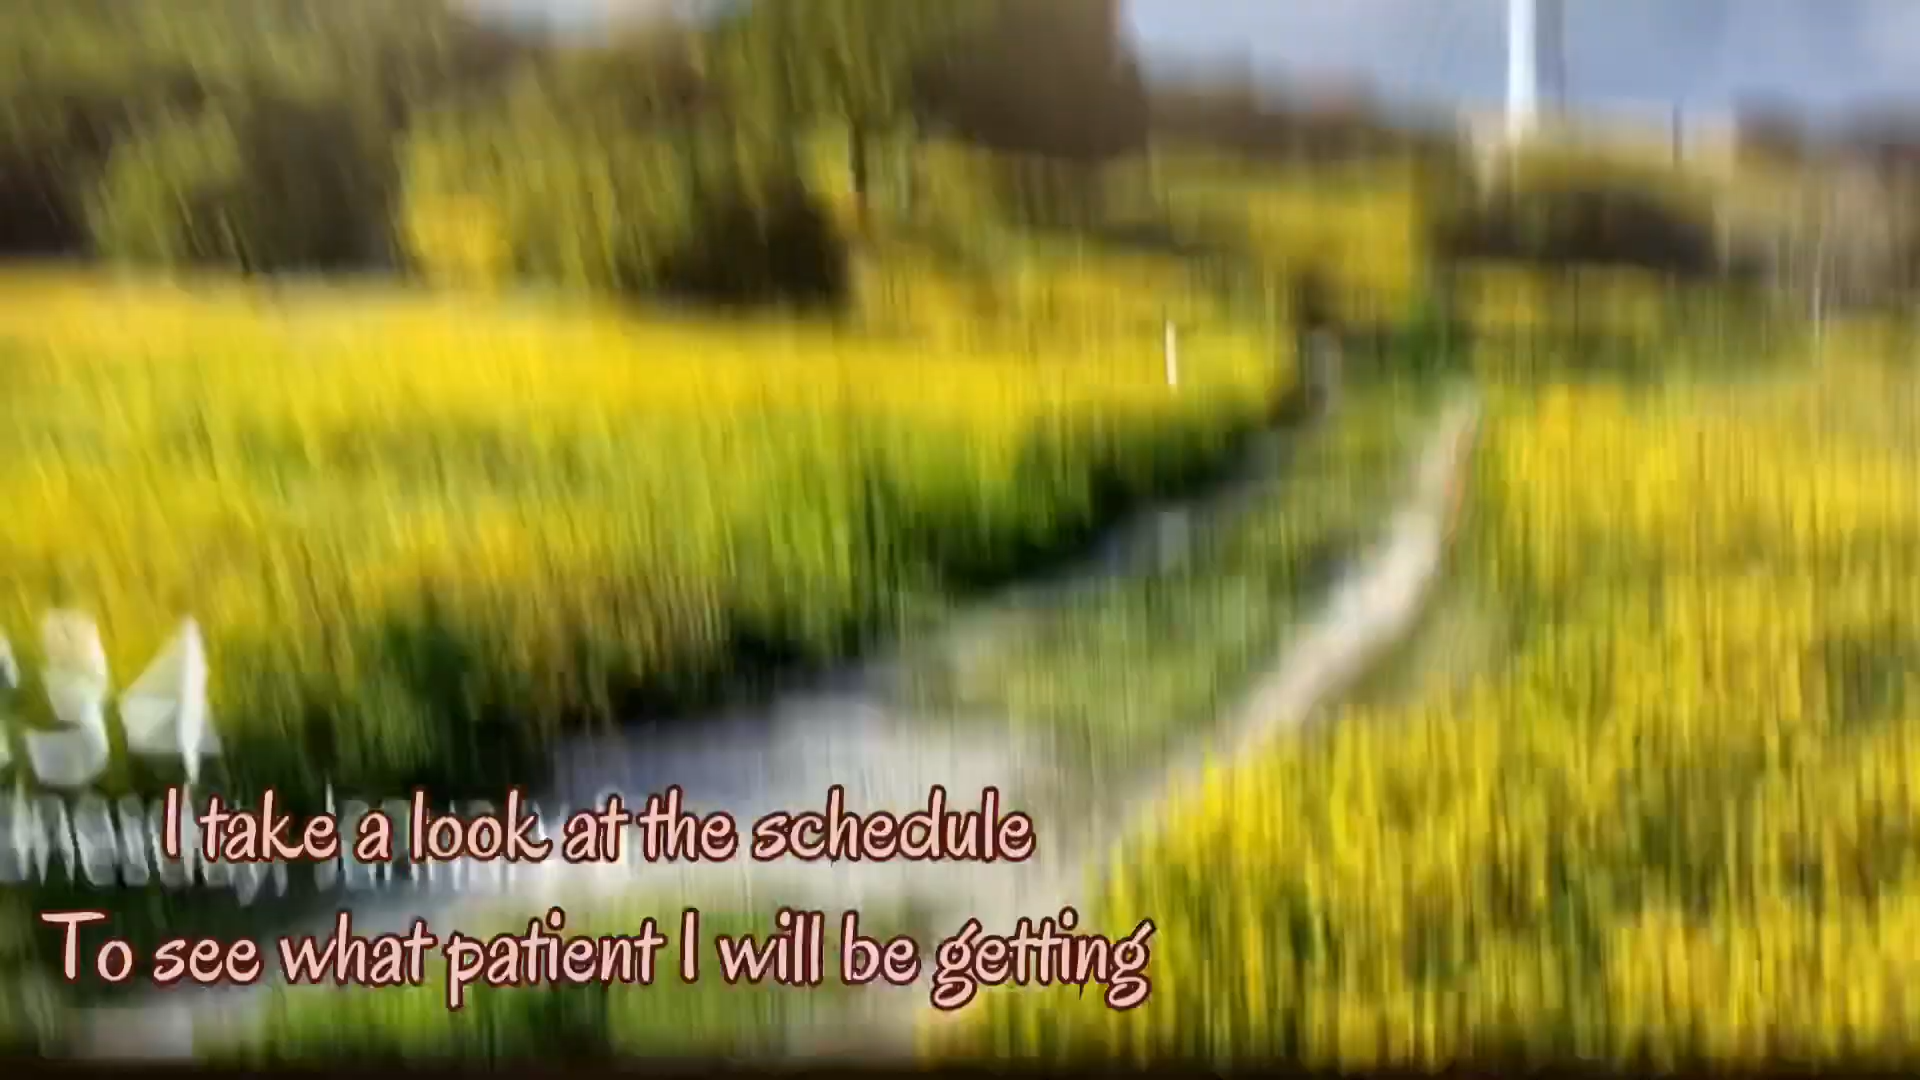 I take a look at the schedule
To see what patient I will be getting